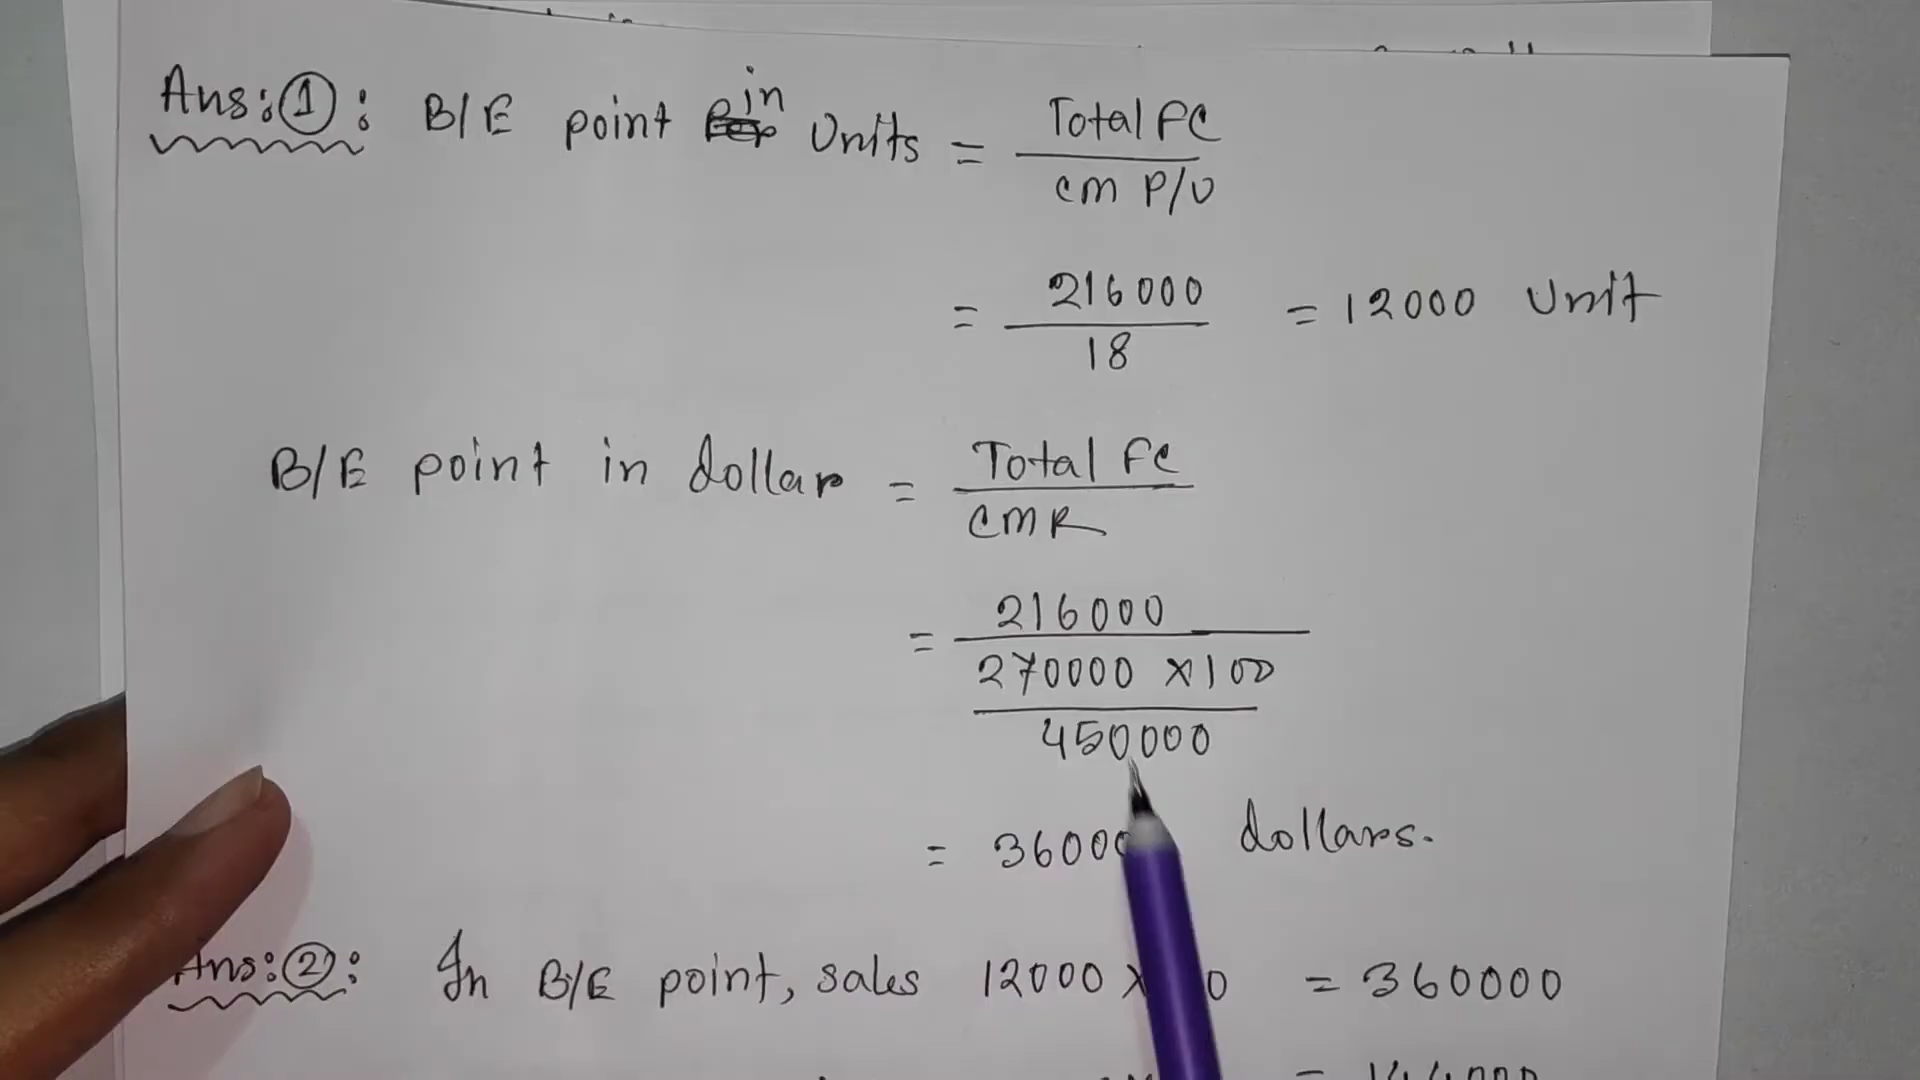 Ans:①: B/E point in Units = Total FC
cm P/U
= 216000 = 12000 Unit
18
B/E point in dollar = Total FC
CMR
= 216000
270000 × 100
450000
= dollars.
Ans:②: In B/E point, sales 12000 × = 360000
=